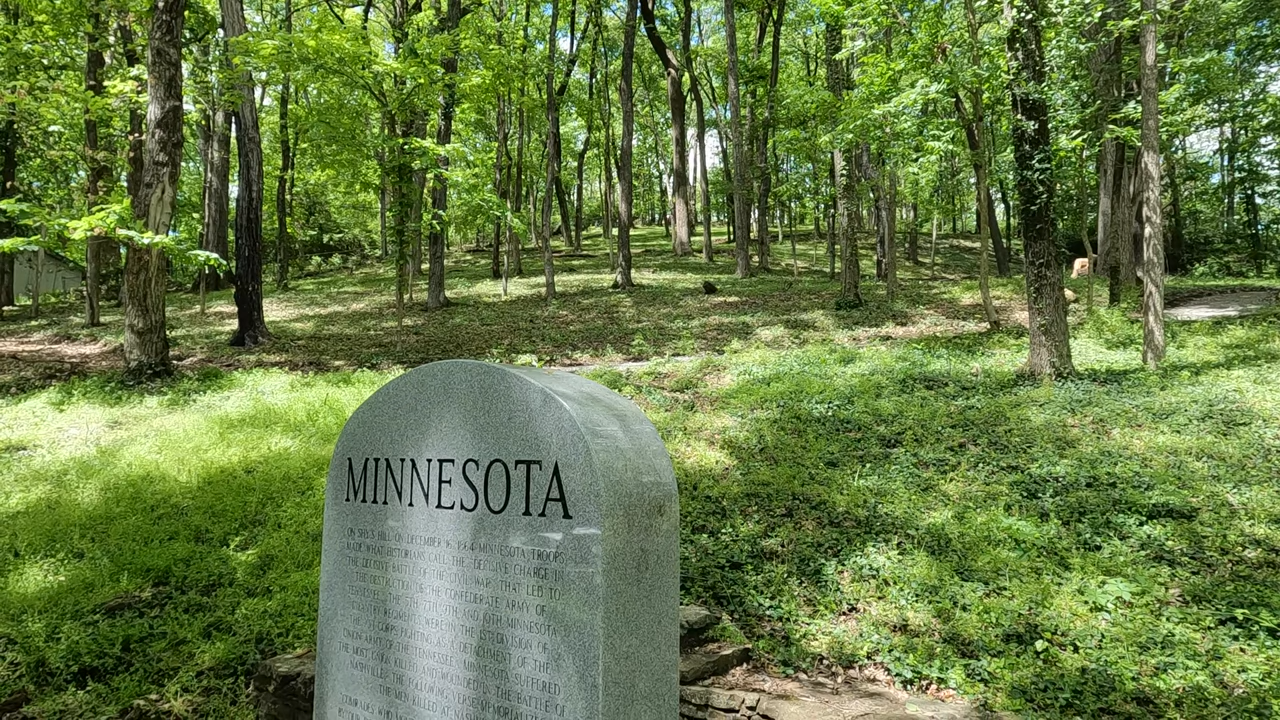 MINNESOTA
ON SHY'S HILL ON DECEMBER 16, 1864 MINNESOTA TROOPS
MADE WHAT HISTORIANS CALL THE "DECISIVE CHARGE IN
THE DECISIVE BATTLE OF THE CIVIL WAR" THAT LED TO
THE DESTRUCTION OF THE CONFEDERATE ARMY OF
TENNESSEE. THE 5TH, 7TH, 9TH AND 10TH MINNESOTA
INFANTRY REGIMENTS WERE IN THE 1ST DIVISION OF
THE CORPS FIGHTING AS A DETACHMENT OF THE
UNION ARMY OF THE TENNESSEE. MINNESOTA SUFFERED
THE MOST KILLED AND WOUNDED IN THE BATTLE OF
NASHVILLE. THE FOLLOWING VERSE MEMORIALIZES
THE MEN KILLED AT NASHVILLE
COMRADES WHO